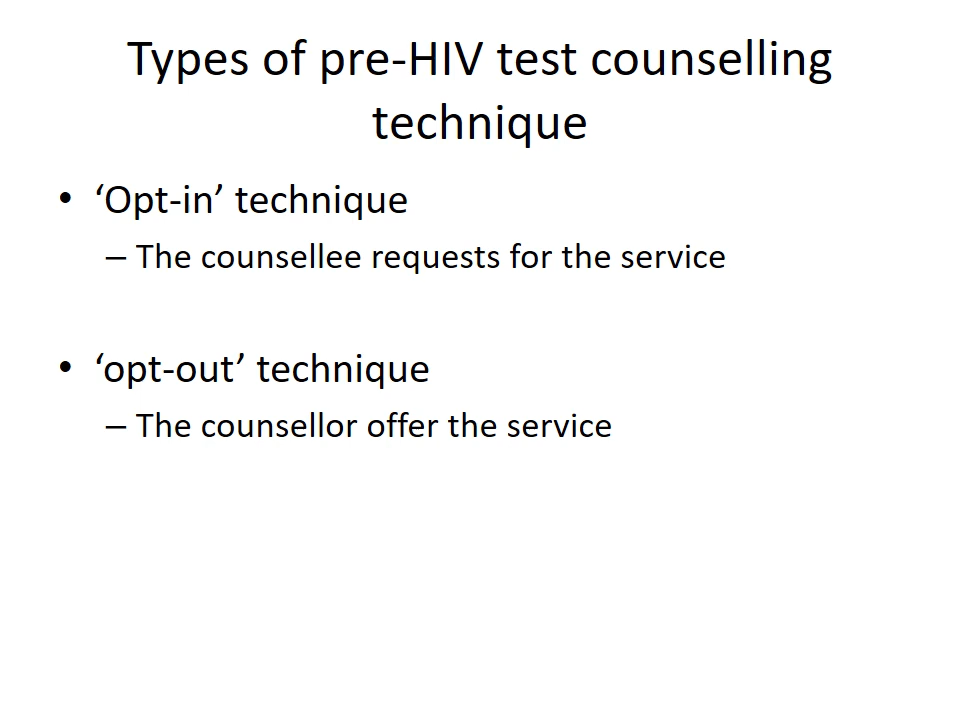 Types of pre-HIV test counselling
technique
• ‘Opt-in’ technique
– The counsellee requests for the service
• ‘opt-out’ technique
– The counsellor offer the service